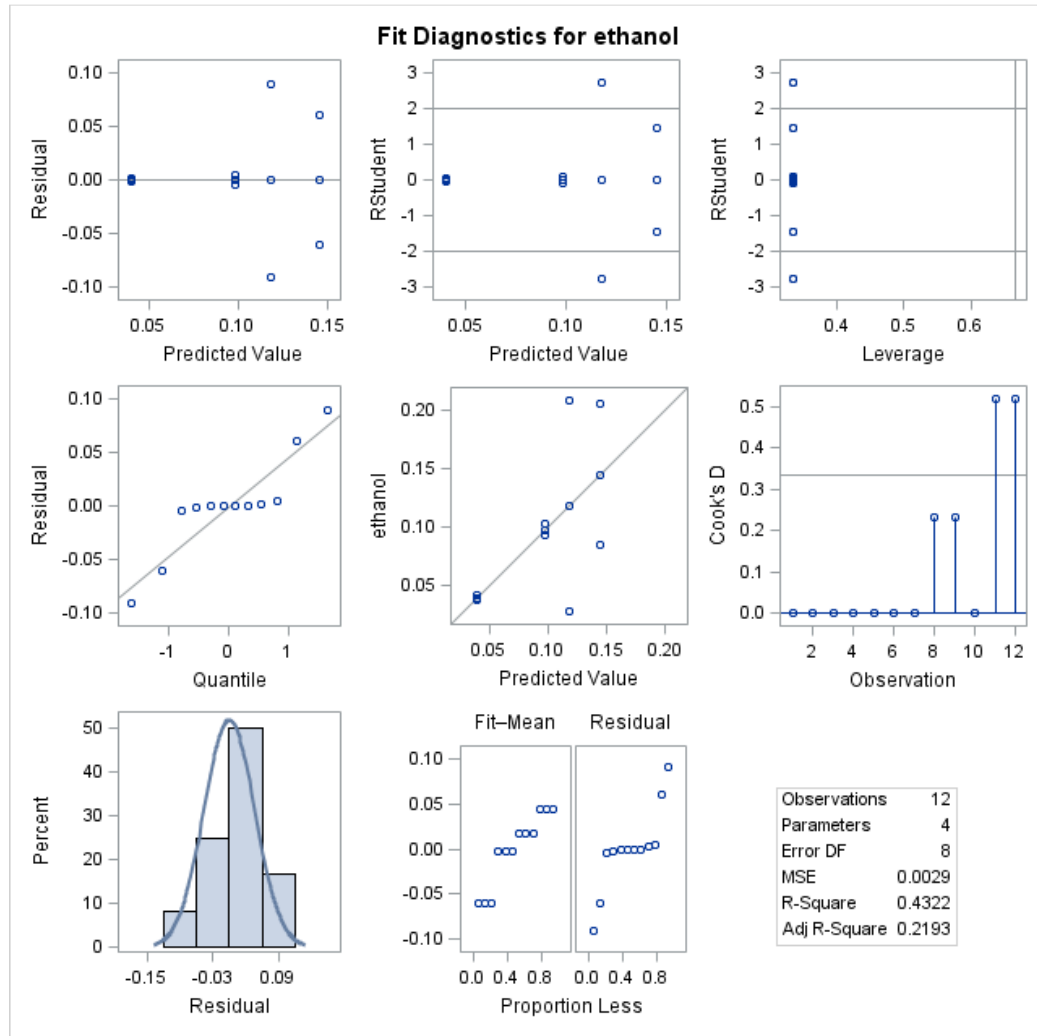 Fit Diagnostics for ethanol
0.10
0.05
0.00
-0.05
-0.10
Residual
0.05 0.10 0.15
Predicted Value
3
2
1
0
-1
-2
-3
RStudent
0.05 0.10 0.15
Predicted Value
3
2
1
0
-1
-2
-3
RStudent
0.4 0.5 0.6
Leverage
0.10
0.05
0.00
-0.05
-0.10
Residual
-1 0 1
Quantile
0.20
0.15
0.10
0.05
ethanol
0.05 0.10 0.15 0.20
Predicted Value
0.5
0.4
0.3
0.2
0.1
0.0
Cook's D
2 4 6 8 10 12
Observation
50
40
30
20
10
0
Percent
-0.15 -0.03 0.09
Residual
Fit–Mean Residual
0.10
0.05
0.00
-0.05
-0.10
0.0 0.4 0.8 0.0 0.4 0.8
Proportion Less
Observations 12
Parameters 4
Error DF 8
MSE 0.0029
R-Square 0.4322
Adj R-Square 0.2193